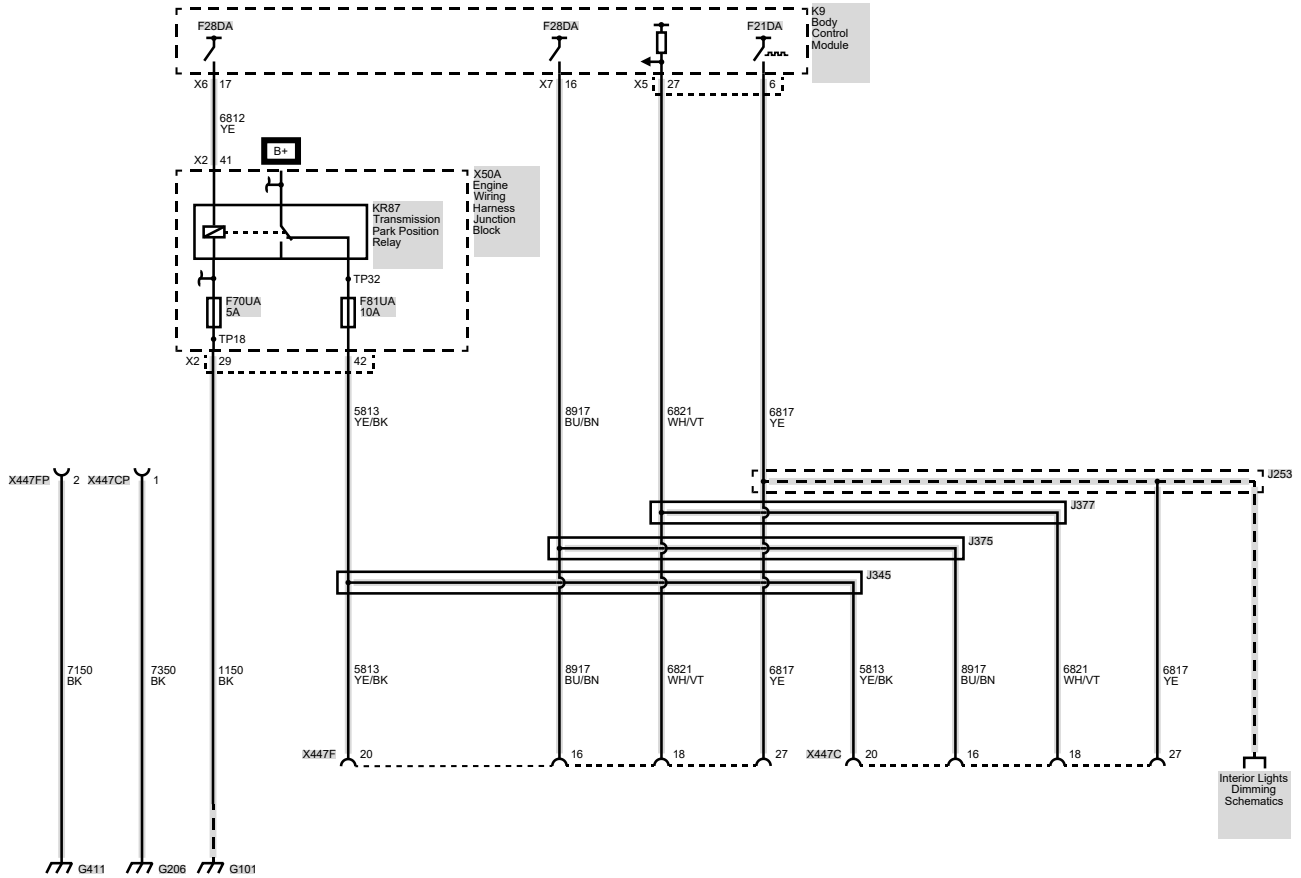 F28DA
F28DA
F21DA
K9
Body
Control
Module
X6 17
X7 16
X5 27
6
6812
YE
B+
X2 41
X50A
Engine
Wiring
Harness
Junction
Block
KR87
Transmission
Park Position
Relay
TP32
F70UA
5A
F81UA
10A
TP18
X2 29
42
5813
YE/BK
8917
BU/BN
6821
WH/VT
6817
YE
X447FP 2
X447CP 1
J253
J377
J375
J345
7150
BK
7350
BK
1150
BK
5813
YE/BK
8917
BU/BN
6821
WH/VT
6817
YE
5813
YE/BK
8917
BU/BN
6821
WH/VT
6817
YE
X447F 20
16
18
27
X447C 20
16
18
27
Interior Lights
Dimming
Schematics
G411
G206
G101